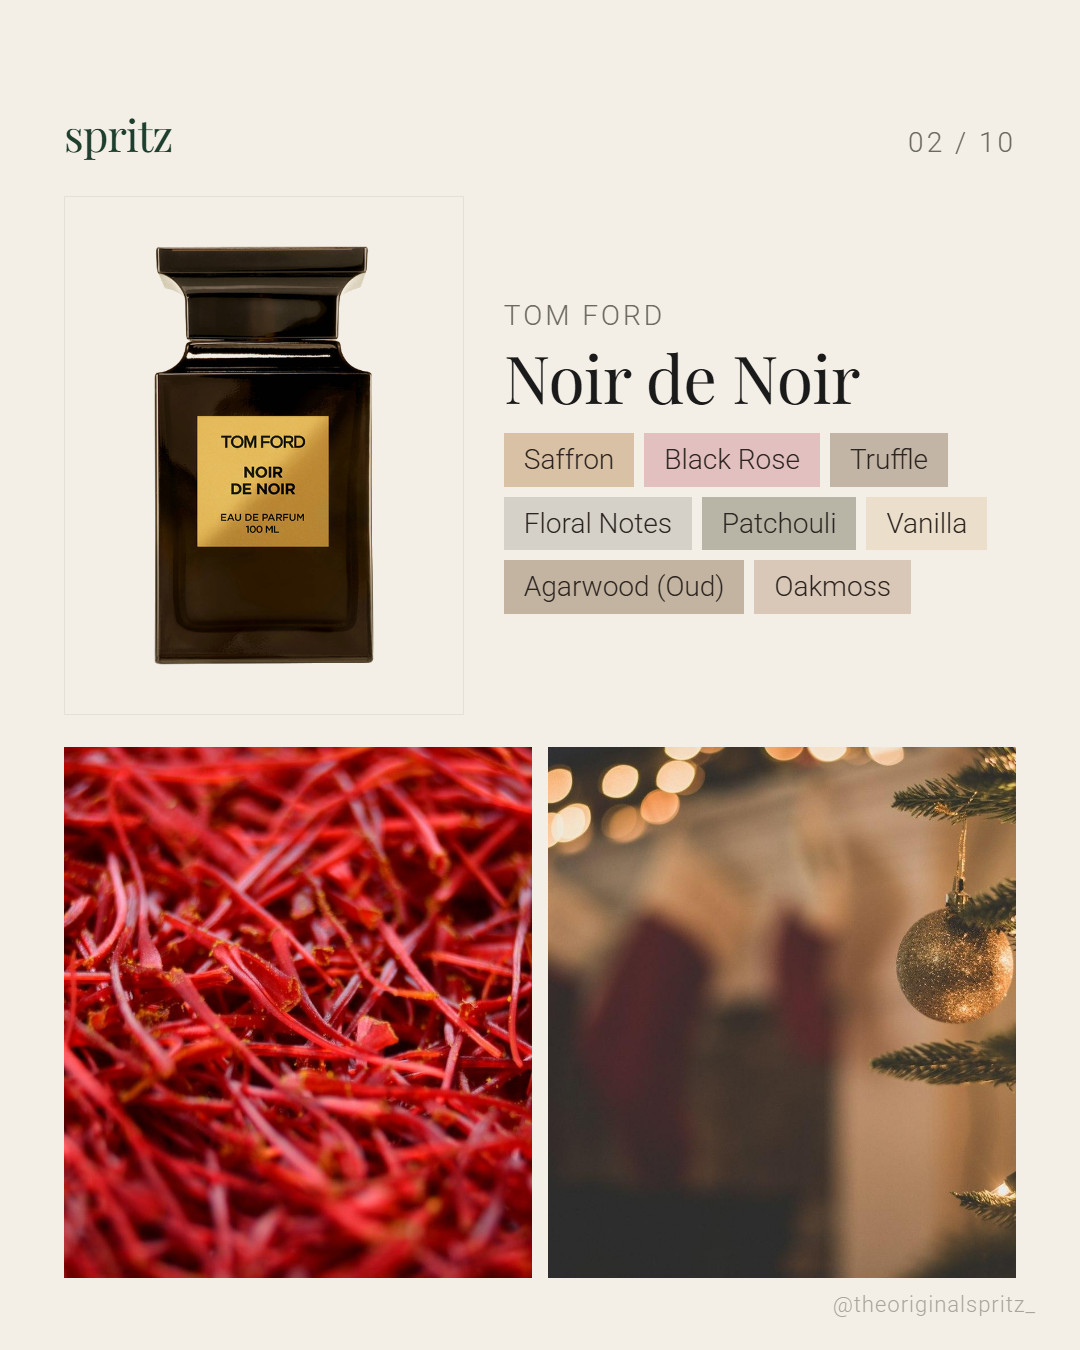 spritz
02 / 10
TOM FORD
NOIR
DE NOIR
EAU DE PARFUM
100 ML
TOM FORD
Noir de Noir
Saffron Black Rose Truffle
Floral Notes Patchouli Vanilla
Agarwood (Oud) Oakmoss
@theoriginalspritz_